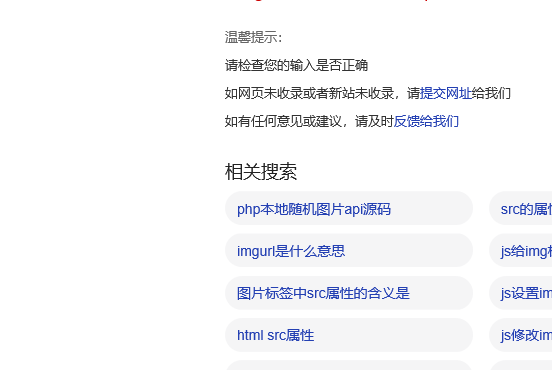 温馨提示：
请检查您的输入是否正确
如网页未收录或者新站未收录，请提交网址给我们
如有任何意见或建议，请及时反馈给我们
相关搜索
php本地随机图片api源码
src的属
imgurl是什么意思
js给img
图片标签中src属性的含义是
js设置im
html src属性
js修改im